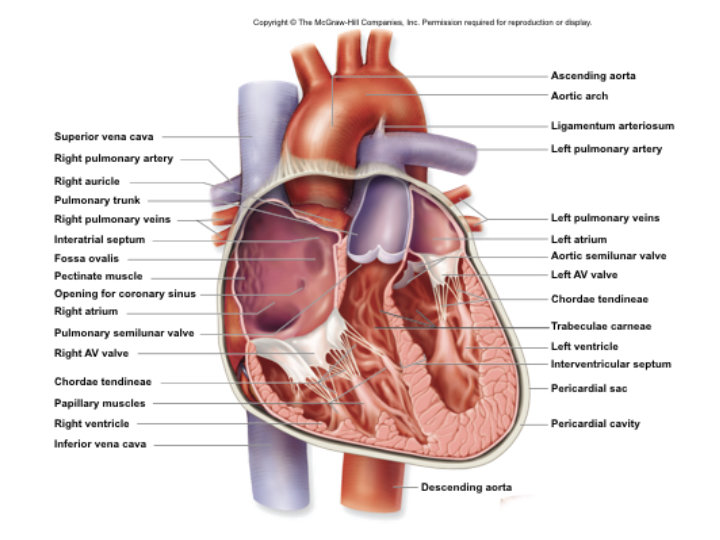 Copyright © The McGraw-Hill Companies, Inc. Permission required for reproduction or display.
Superior vena cava
Right pulmonary artery
Right auricle
Pulmonary trunk
Right pulmonary veins
Interatrial septum
Fossa ovalis
Pectinate muscle
Opening for coronary sinus
Right atrium
Pulmonary semilunar valve
Right AV valve
Chordae tendineae
Papillary muscles
Right ventricle
Inferior vena cava
Ascending aorta
Aortic arch
Ligamentum arteriosum
Left pulmonary artery
Left pulmonary veins
Left atrium
Aortic semilunar valve
Left AV valve
Chordae tendineae
Trabeculae carneae
Left ventricle
Interventricular septum
Pericardial sac
Pericardial cavity
Descending aorta